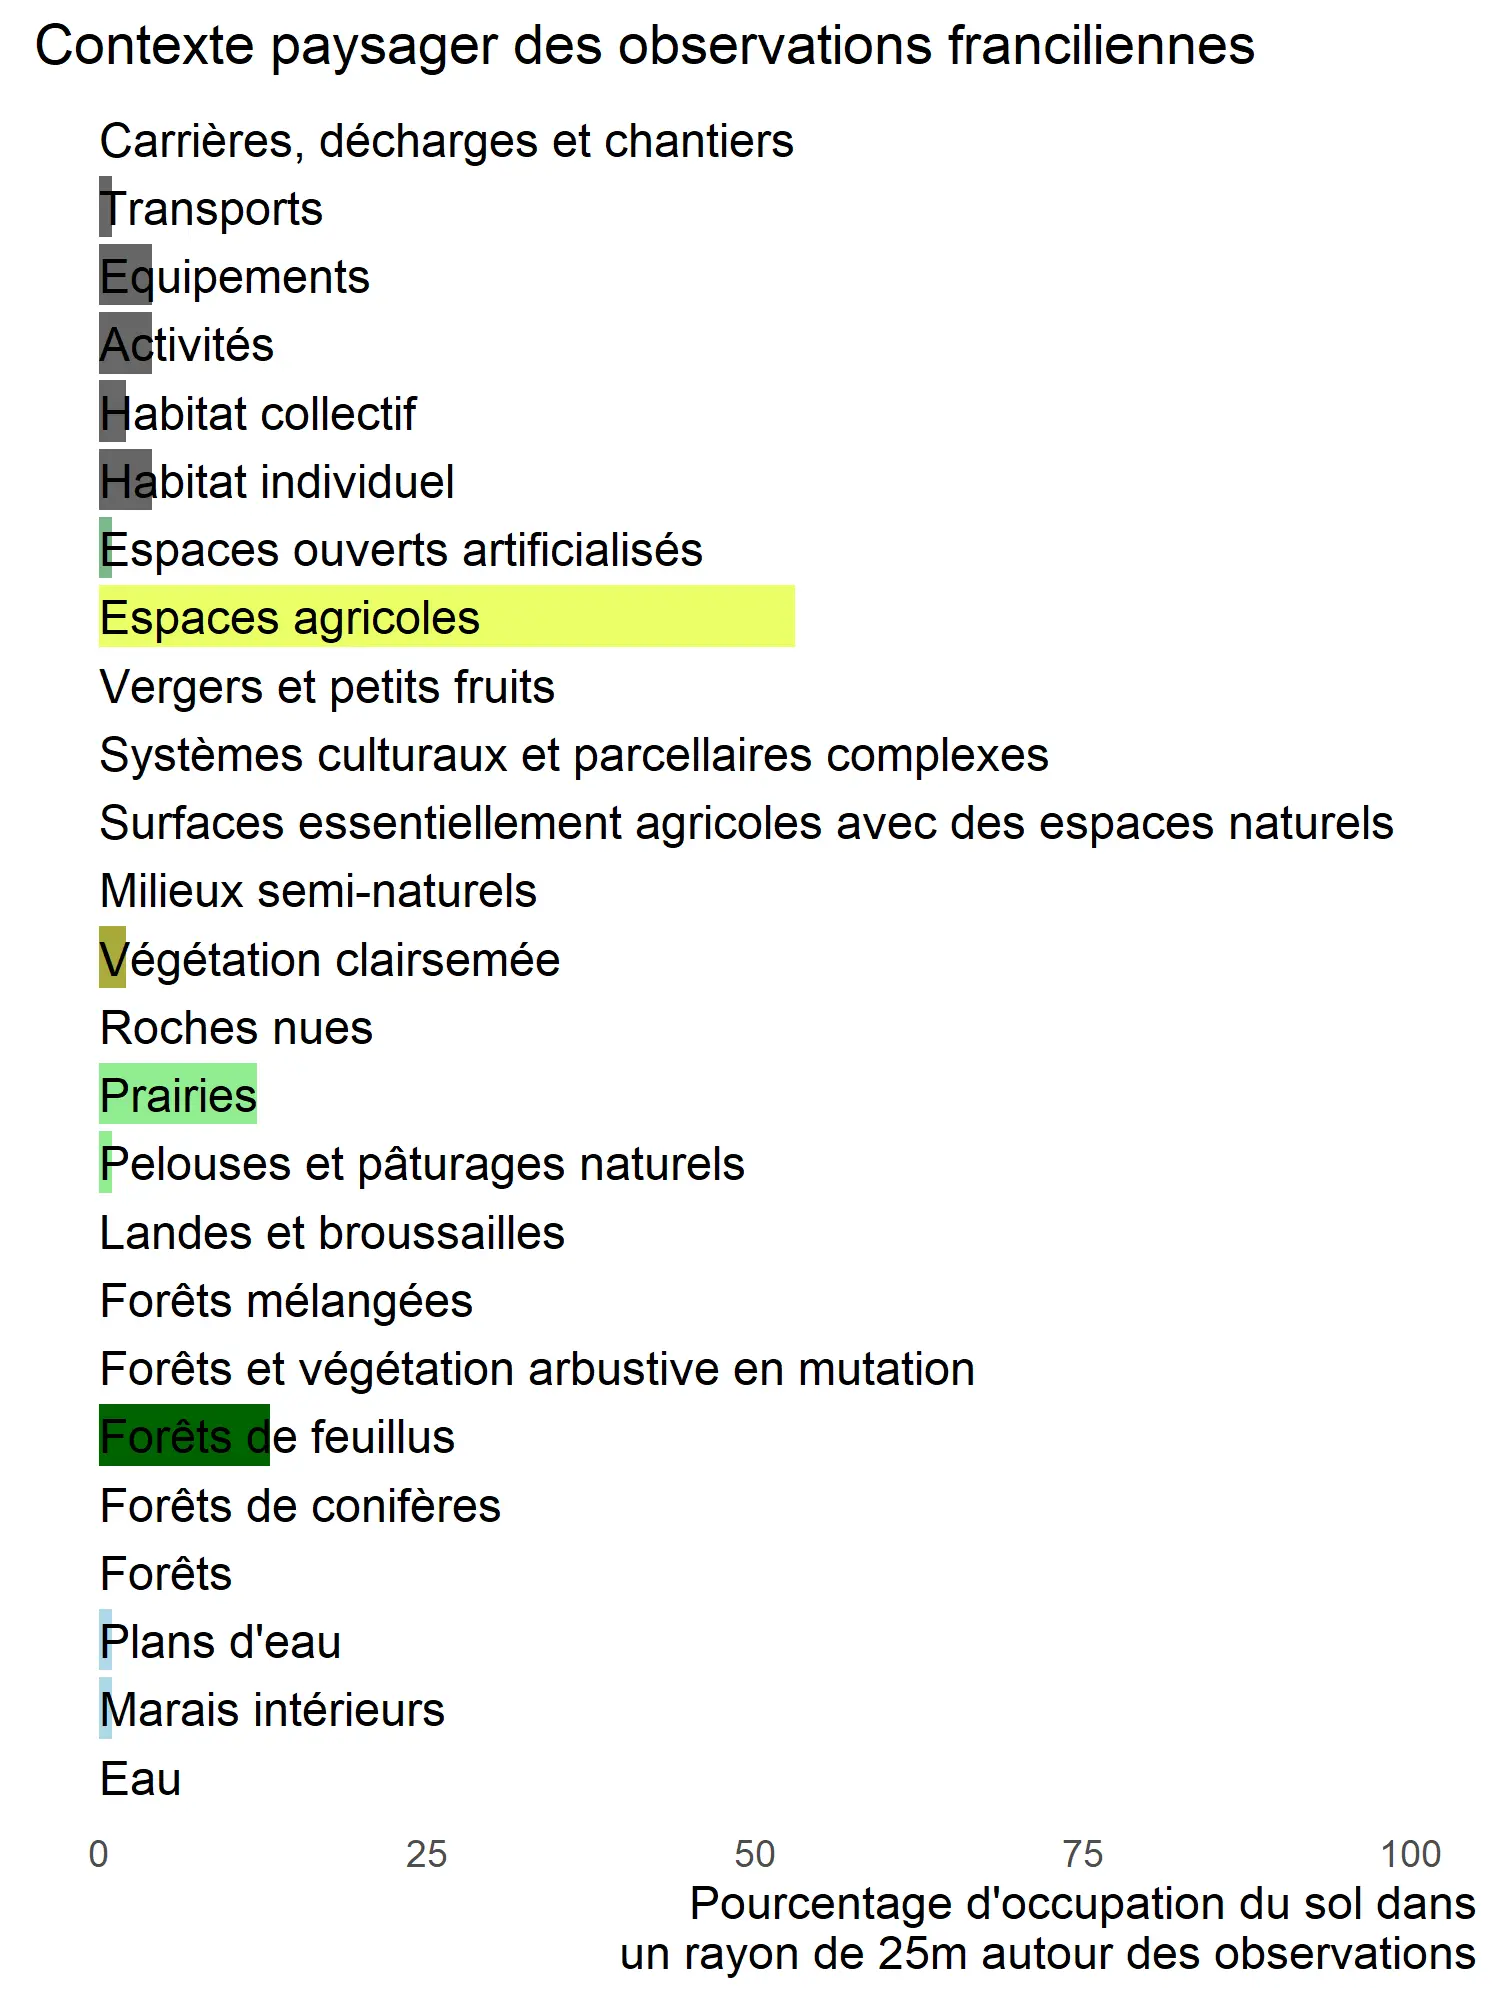 Contexte paysager des observations franciliennes
Carrières, décharges et chantiers
Transports
Equipements
Activités
Habitat collectif
Habitat individuel
Espaces ouverts artificialisés
Espaces agricoles
Vergers et petits fruits
Systèmes culturaux et parcellaires complexes
Surfaces essentiellement agricoles avec des espaces naturels
Milieux semi-naturels
Végétation clairsemée
Roches nues
Prairies
Pelouses et pâturages naturels
Landes et broussailles
Forêts mélangées
Forêts et végétation arbustive en mutation
Forêts de feuillus
Forêts de conifères
Forêts
Plans d'eau
Marais intérieurs
Eau
0 25 50 75 100
Pourcentage d'occupation du sol dans
un rayon de 25m autour des observations